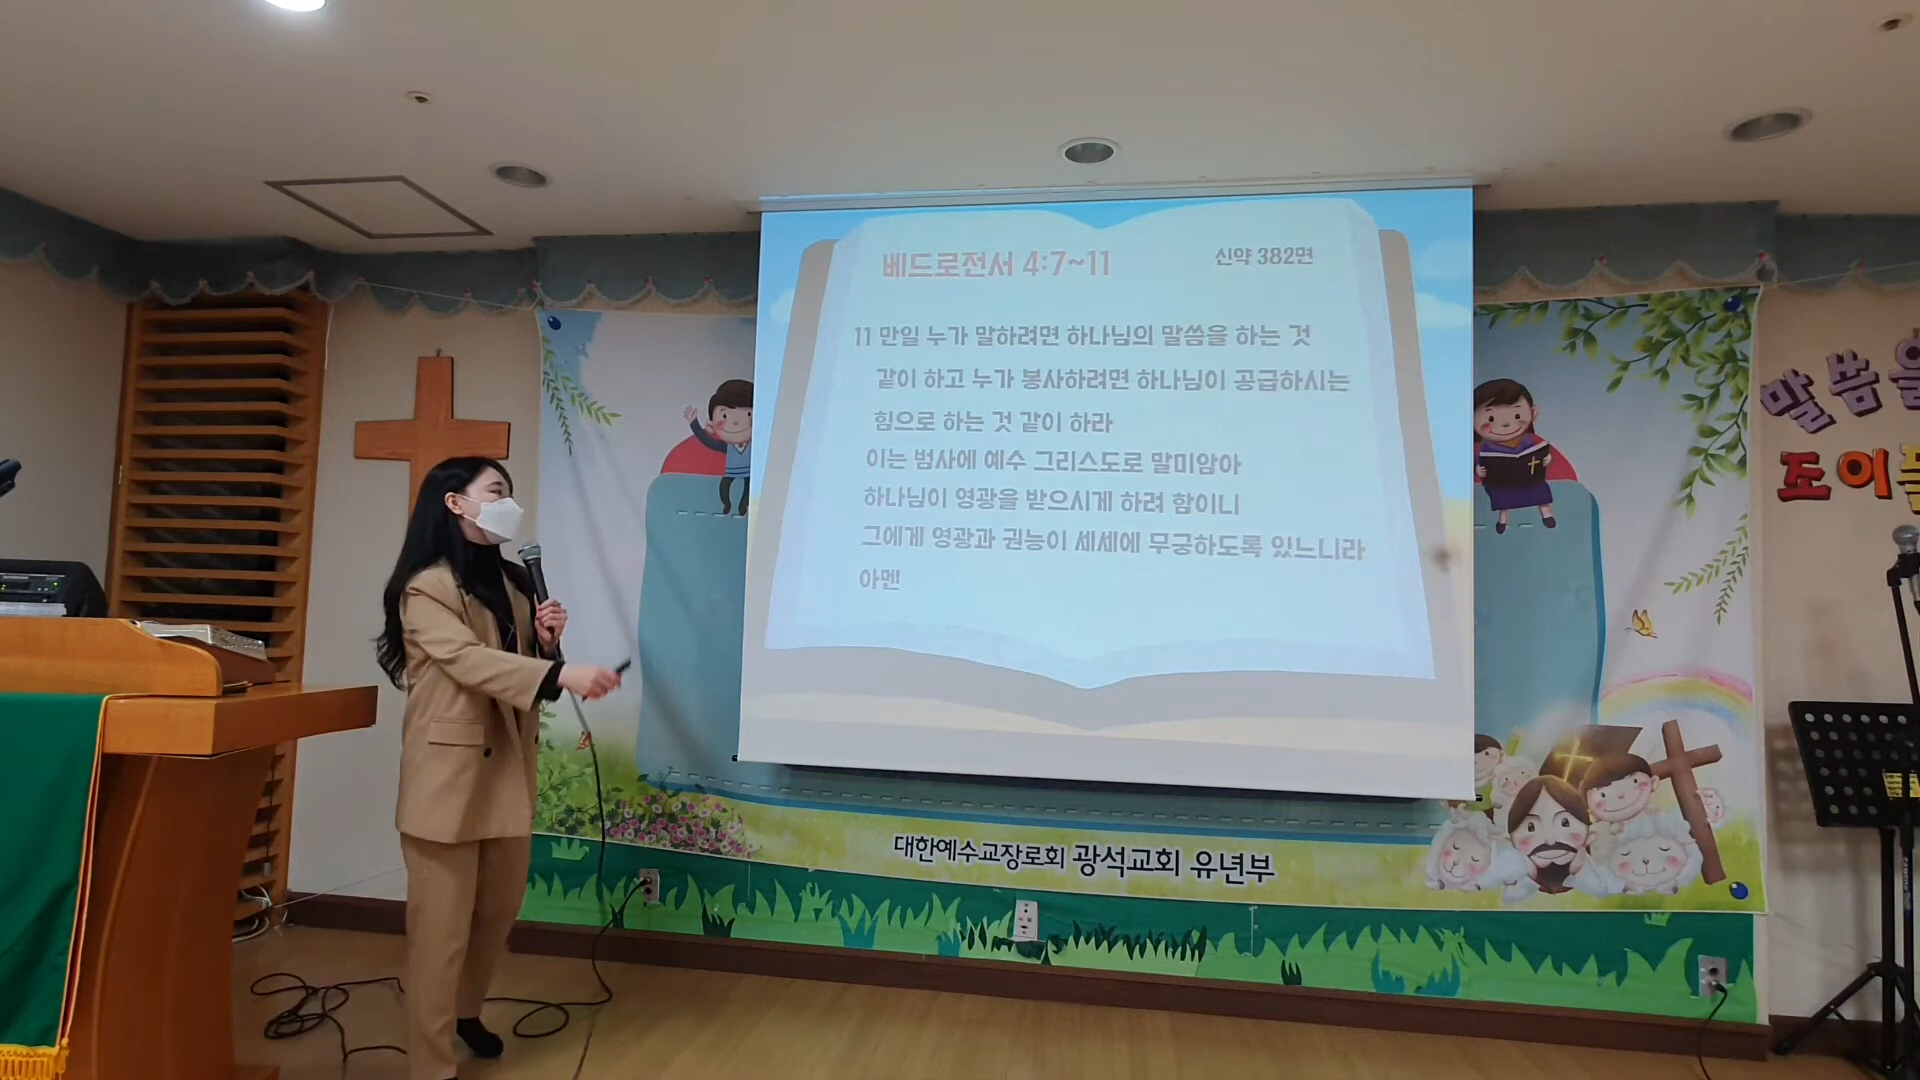 베드로전서 4:7~11
신약 382면
11 만일 누가 말하려면 하나님의 말씀을 하는 것
같이 하고 누가 봉사하려면 하나님이 공급하시는
힘으로 하는 것 같이 하라
이는 범사에 예수 그리스도로 말미암아
하나님이 영광을 받으시게 하려 함이니
그에게 영광과 권능이 세세에 무궁하도록 있느니라
아멘
말씀을
조이
대한예수교장로회 광석교회 유년부